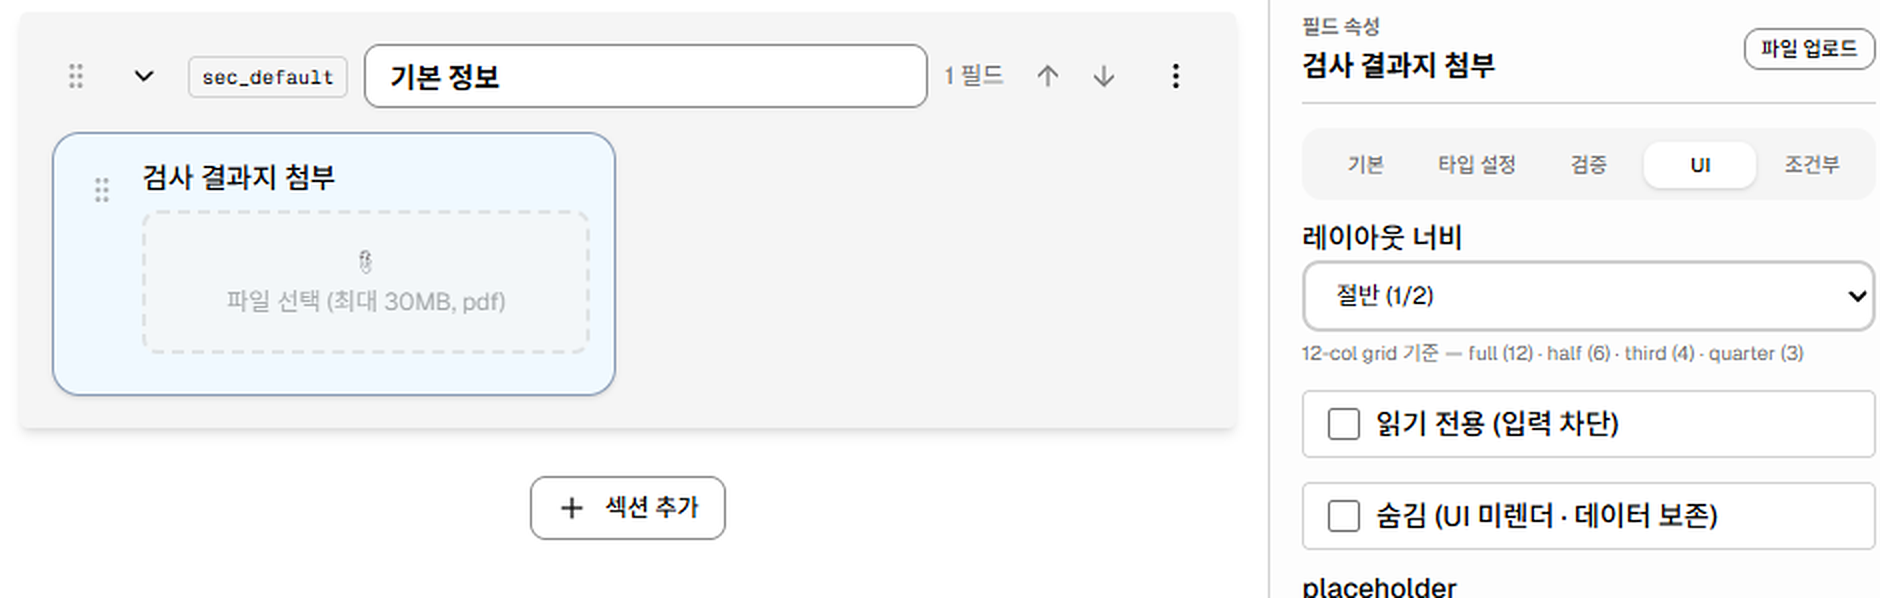 sec_default
기본 정보
1 필드
검사 결과지 첨부
파일 선택 (최대 30MB, pdf)
섹션 추가
필드 속성
검사 결과지 첨부
파일 업로드
기본
타입 설정
검증
UI
조건부
레이아웃 너비
절반 (1/2)
12-col grid 기준 — full (12) · half (6) · third (4) · quarter (3)
읽기 전용 (입력 차단)
숨김 (UI 미렌더 · 데이터 보존)
placeholder